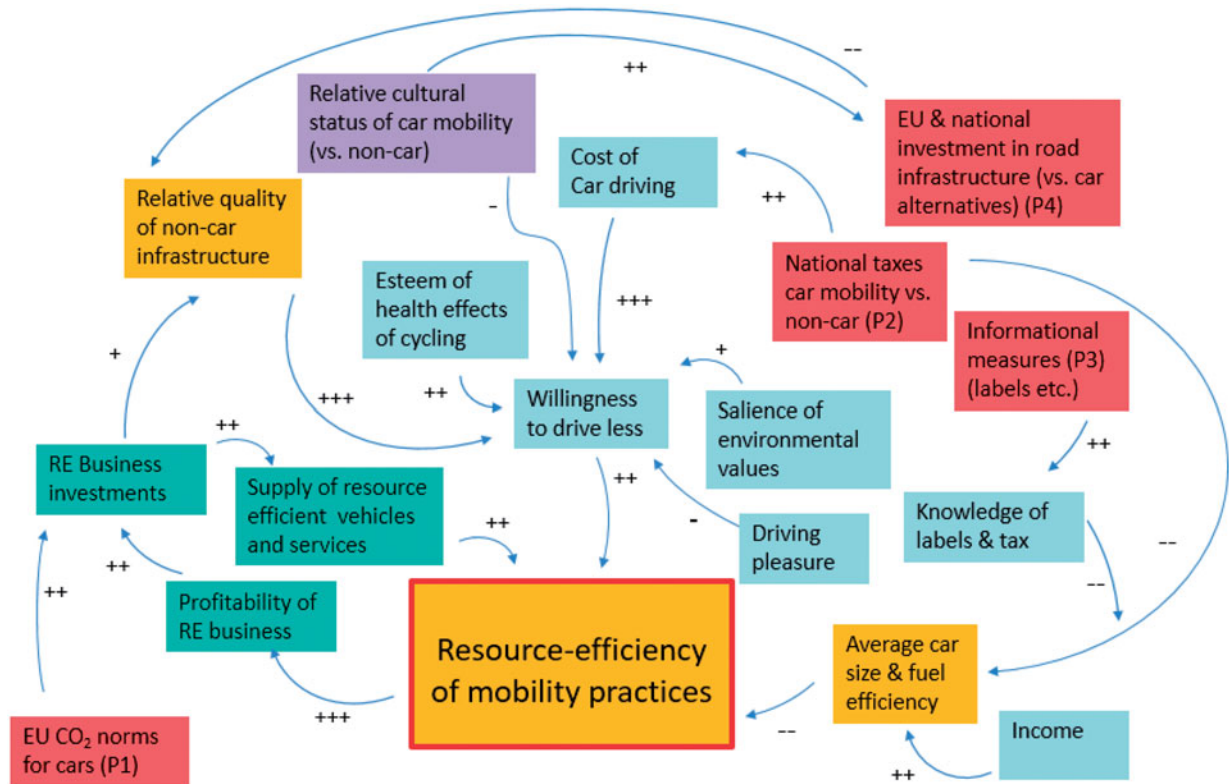 --
++
Relative cultural
status of car mobility
(vs. non-car)
EU & national
investment in road
infrastructure (vs. car
alternatives) (P4)
Cost of
Car driving
Relative quality
of non-car
infrastructure
-
++
National taxes
car mobility vs.
non-car (P2)
Esteem of
health effects
of cycling
+++
Informational
measures (P3)
(labels etc.)
+
+
+++
++
Willingness
to drive less
Salience of
environmental
values
++
++
RE Business
investments
Supply of resource
efficient vehicles
and services
++
++
-
Driving
pleasure
Knowledge of
labels & tax
--
--
++
++
Profitability of
RE business
Resource-efficiency
of mobility practices
Average car
size & fuel
efficiency
+++
--
EU CO₂ norms
for cars (P1)
Income
++